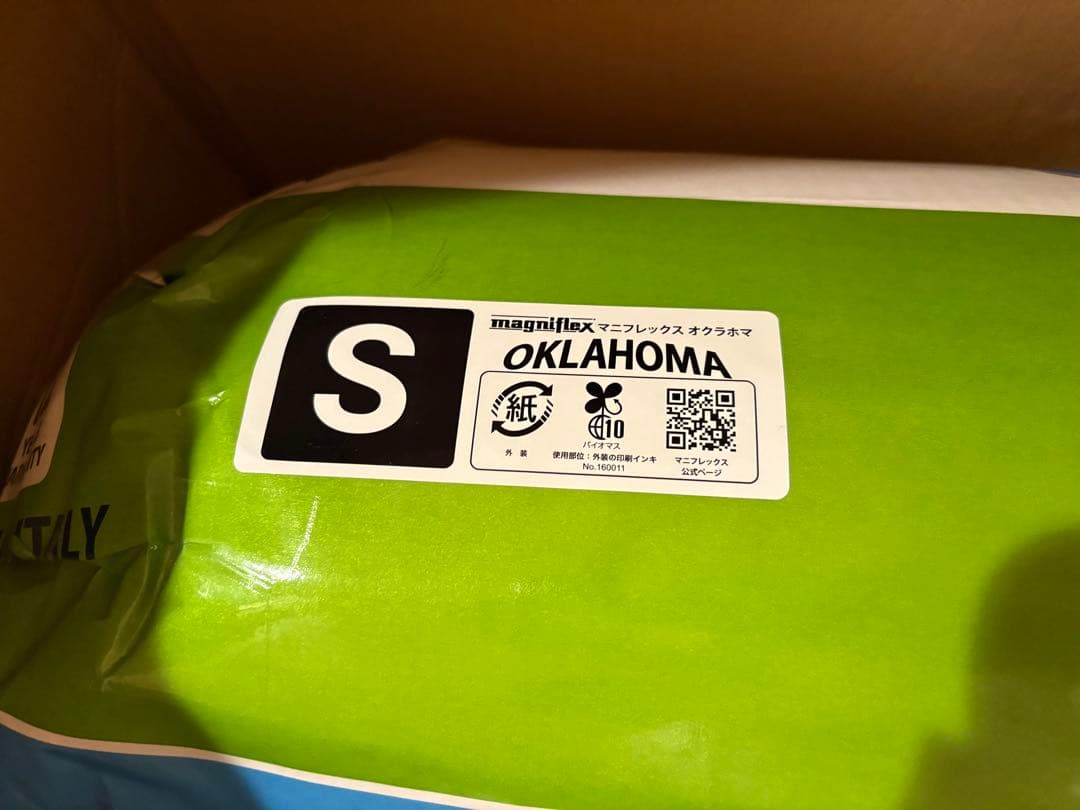 S
magniflex マニフレックス オクラホマ
OKLAHOMA
紙
外装
10
バイオマス
使用部位：外装の印刷インキ
No.160011
マニフレックス
公式ページ
ITALY